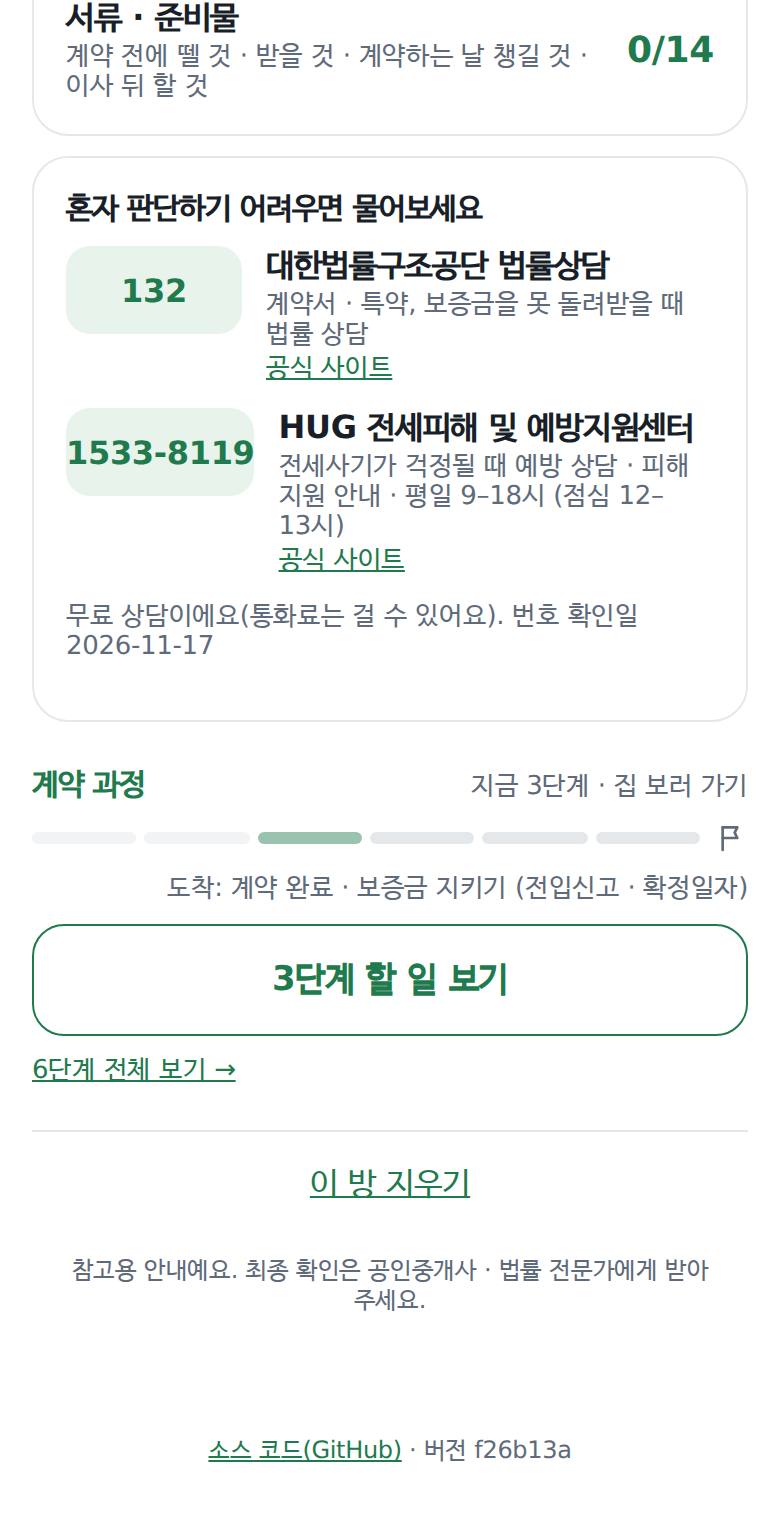 서류 · 준비물
계약 전에 뗄 것 · 받을 것 · 계약하는 날 챙길 것 ·
이사 뒤 할 것
0/14
혼자 판단하기 어려우면 물어보세요
132
대한법률구조공단 법률상담
계약서 · 특약, 보증금을 못 돌려받을 때
법률 상담
공식 사이트
1533-8119
HUG 전세피해 및 예방지원센터
전세사기가 걱정될 때 예방 상담 · 피해
지원 안내 · 평일 9–18시 (점심 12–
13시)
공식 사이트
무료 상담이에요(통화료는 걸 수 있어요). 번호 확인일
2026-11-17
계약 과정
지금 3단계 · 집 보러 가기
도착: 계약 완료 · 보증금 지키기 (전입신고 · 확정일자)
3단계 할 일 보기
6단계 전체 보기 →
이 방 지우기
참고용 안내예요. 최종 확인은 공인중개사 · 법률 전문가에게 받아
주세요.
소스 코드(GitHub) · 버전 f26b13a